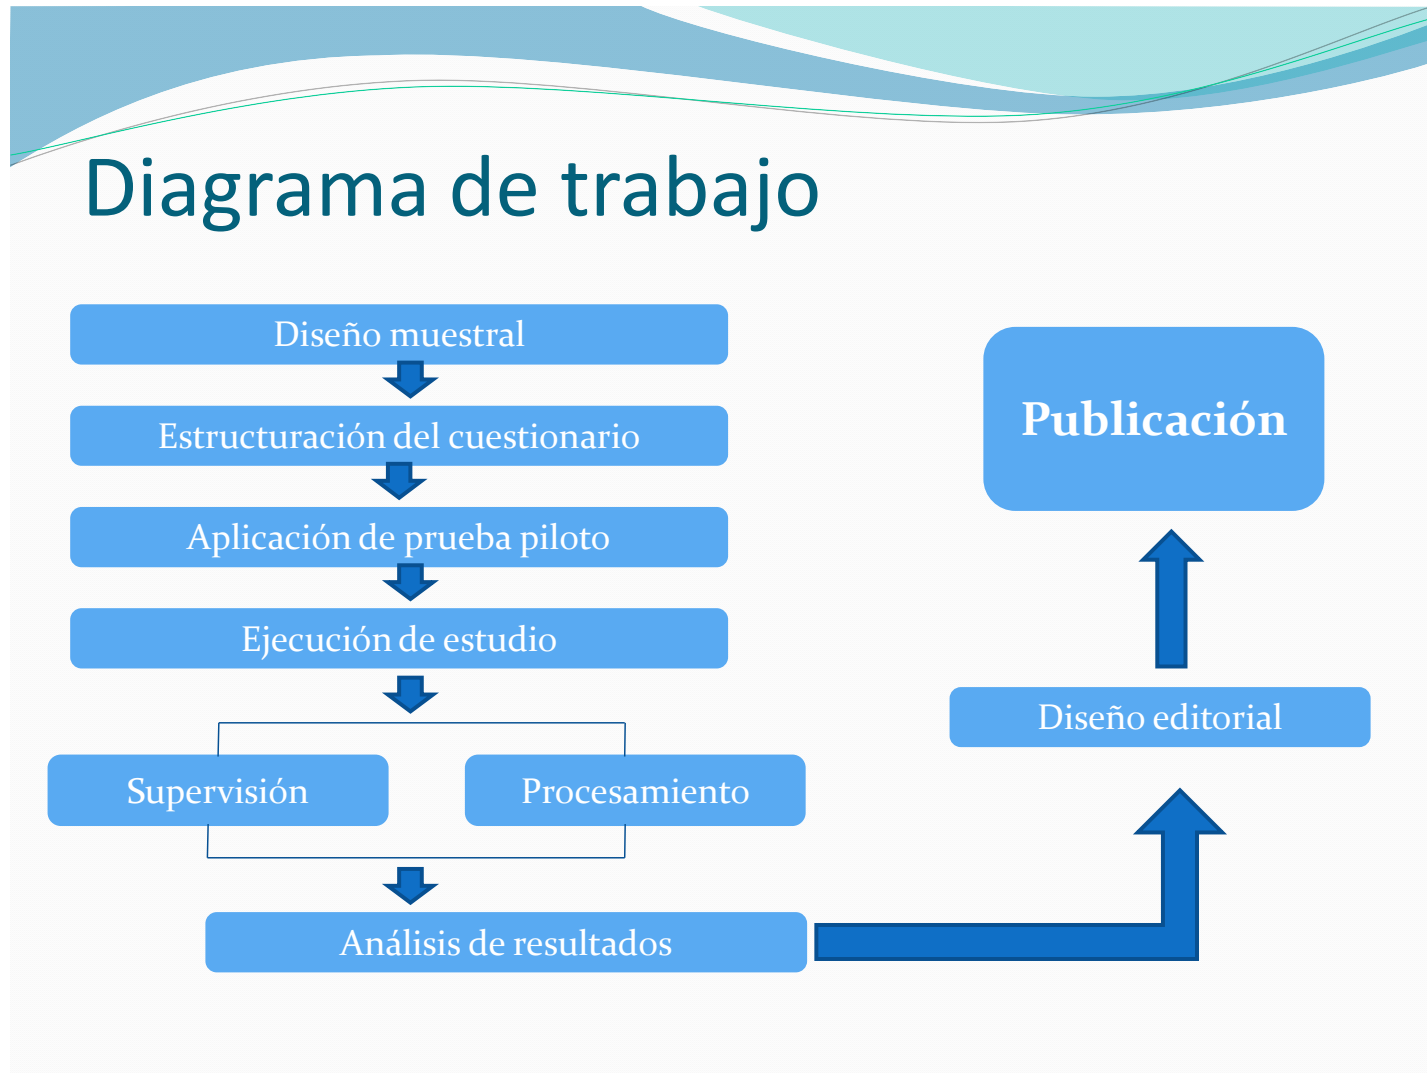 Diagrama de trabajo
Diseño muestral
Estructuración del cuestionario
Aplicación de prueba piloto
Ejecución de estudio
Supervisión
Procesamiento
Análisis de resultados
Diseño editorial
Publicación